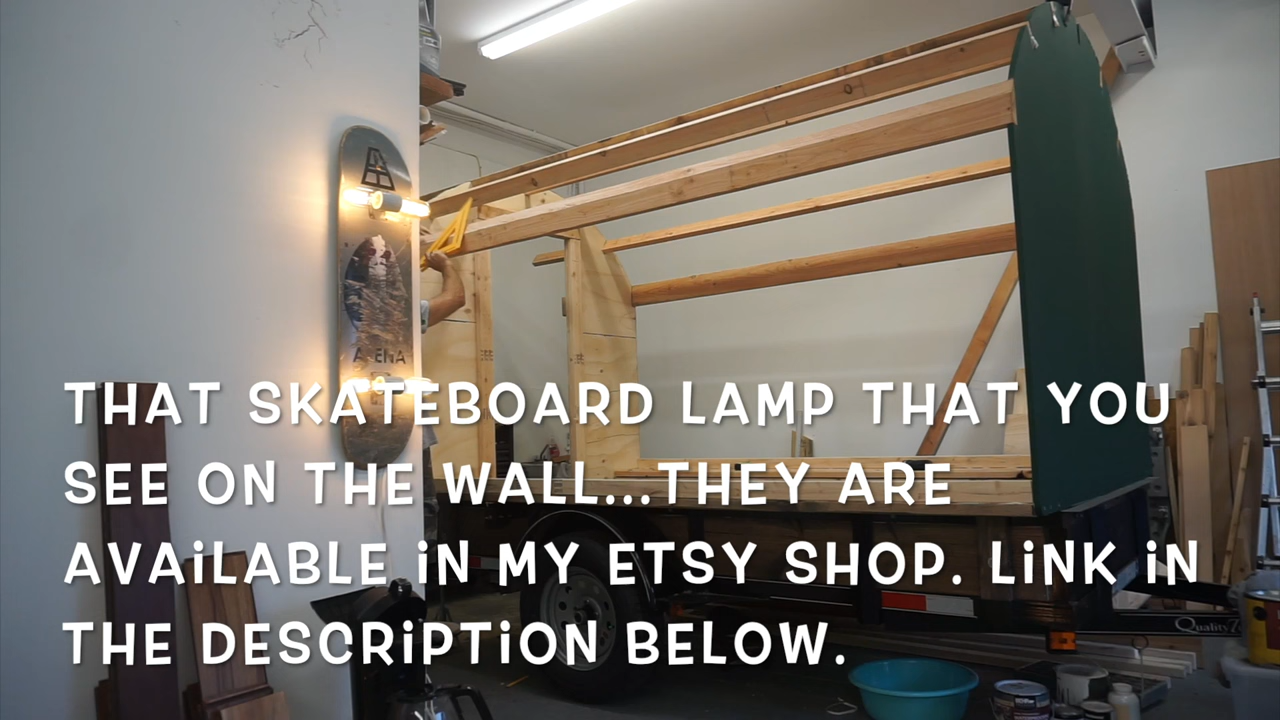 ARENA
THAT SKATEBOARD LAMP THAT YOU
SEE ON THE WALL...THEY ARE
AVAiLABLE iN MY ETSY SHOP. LiNK iN
THE DESCRiPTiON BELOW.